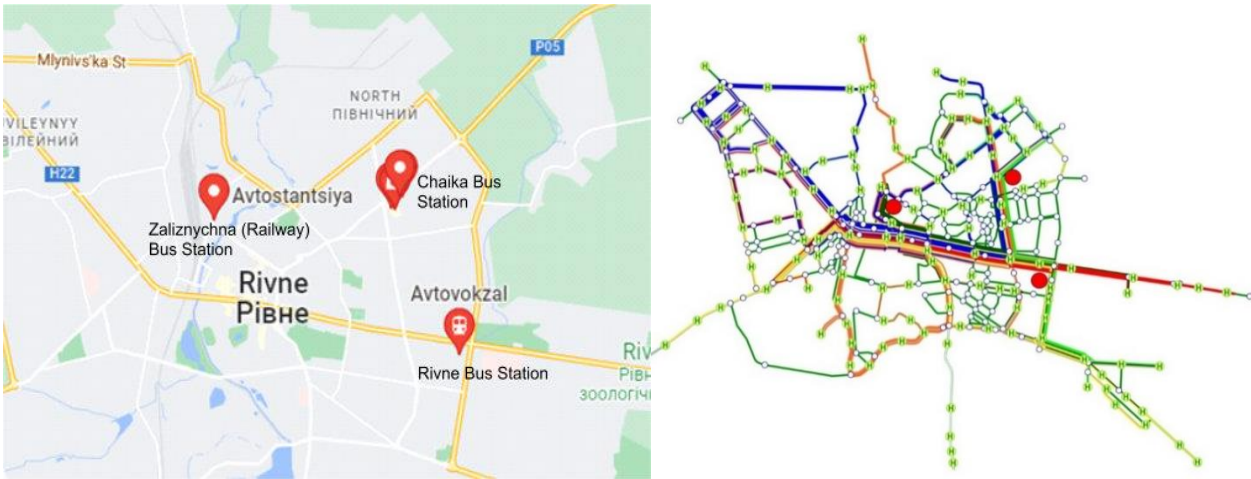 P05
Mlynivs'ka St
NORTH
ПІВНІЧНИЙ
VILEYNYY
ВІЛЕЙНИЙ
H22
Chaika Bus
Station
Avtostantsiya
Zaliznychna (Railway)
Bus Station
Rivne
Рівне
Avtovokzal
Rivne Bus Station
Riv
РІВН
ЗООЛОГІЧ
H